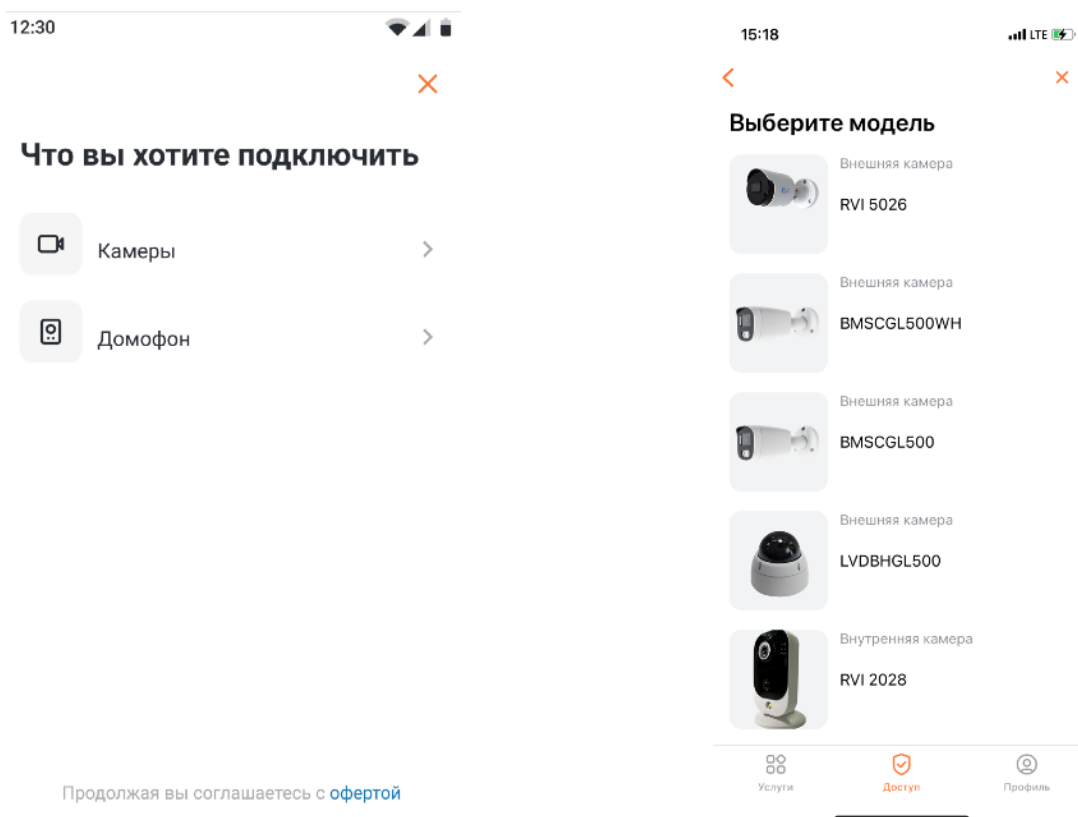 12:30
Что вы хотите подключить
Камеры
Домофон
Продолжая вы соглашаетесь с офертой
15:18
LTE
Выберите модель
Внешняя камера
RVI 5026
Внешняя камера
BMSCGL500WH
Внешняя камера
BMSCGL500
Внешняя камера
LVDBHGL500
Внутренняя камера
RVI 2028
Услуги
Доступ
Профиль